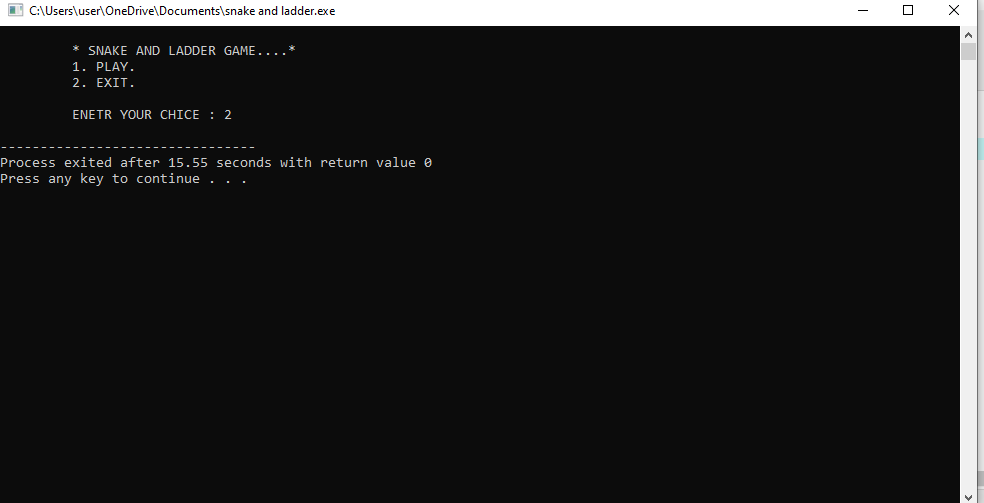 C:\Users\user\OneDrive\Documents\snake and ladder.exe
* SNAKE AND LADDER GAME....*
1. PLAY.
2. EXIT.
ENETR YOUR CHICE : 2
--------------------------------
Process exited after 15.55 seconds with return value 0
Press any key to continue . . .